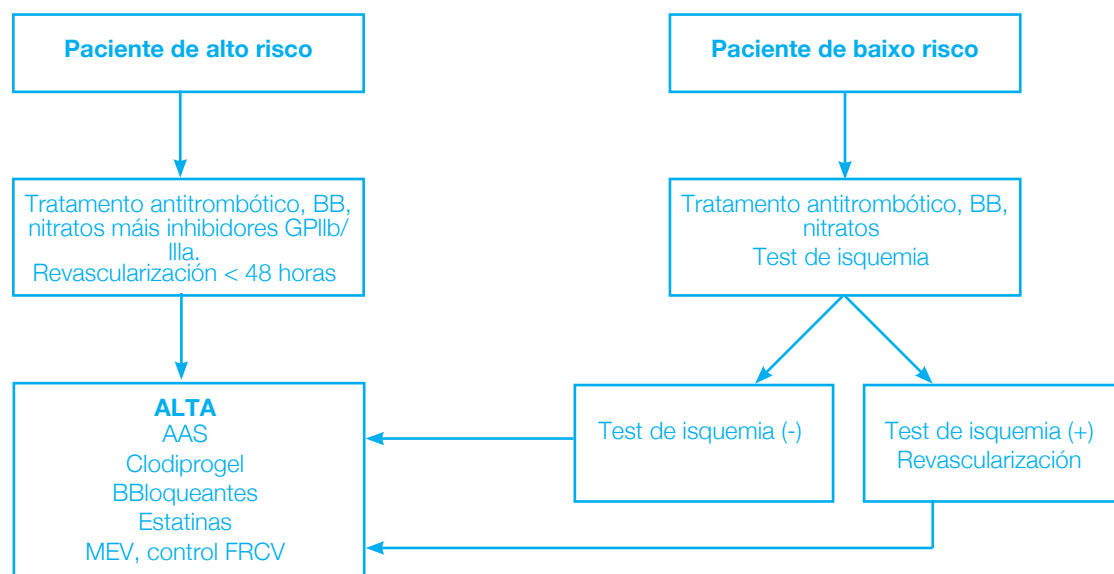 Paciente de alto risco
Paciente de baixo risco
Tratamento antitrombótico, BB,
nitratos máis inhibidores GPIIb/
IIIa.
Revascularización < 48 horas
Tratamento antitrombótico, BB,
nitratos
Test de isquemia
ALTA
AAS
Clodiprogel
BBloqueantes
Estatinas
MEV, control FRCV
Test de isquemia (-)
Test de isquemia (+)
Revascularización